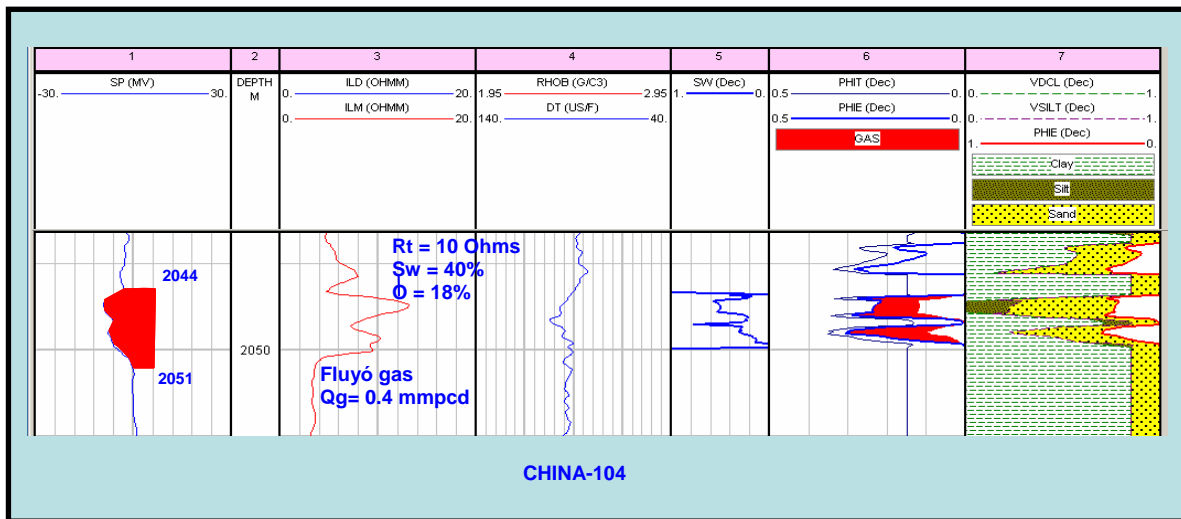 1 2 3 4 5 6 7
SP (MV) DEPTH ILD (OHMM) RHOB (G/C3) SW (Dec) PHIT (Dec) VDCL (Dec)
-30. 30. M 0. 20. 1.95 2.95 1. 0. 0.5 0. 0. 1.
ILM (OHMM) DT (US/F) PHIE (Dec) VSILT (Dec)
0. 20. 140. 40. 0.5 0. 0. 1.
GAS PHIE (Dec)
1. 0.
Clay
Silt
Sand
Rt = 10 Ohms
2044 Sw = 40%
O = 18%
2050
2051 Fluyó gas
Qg= 0.4 mmpcd
CHINA-104